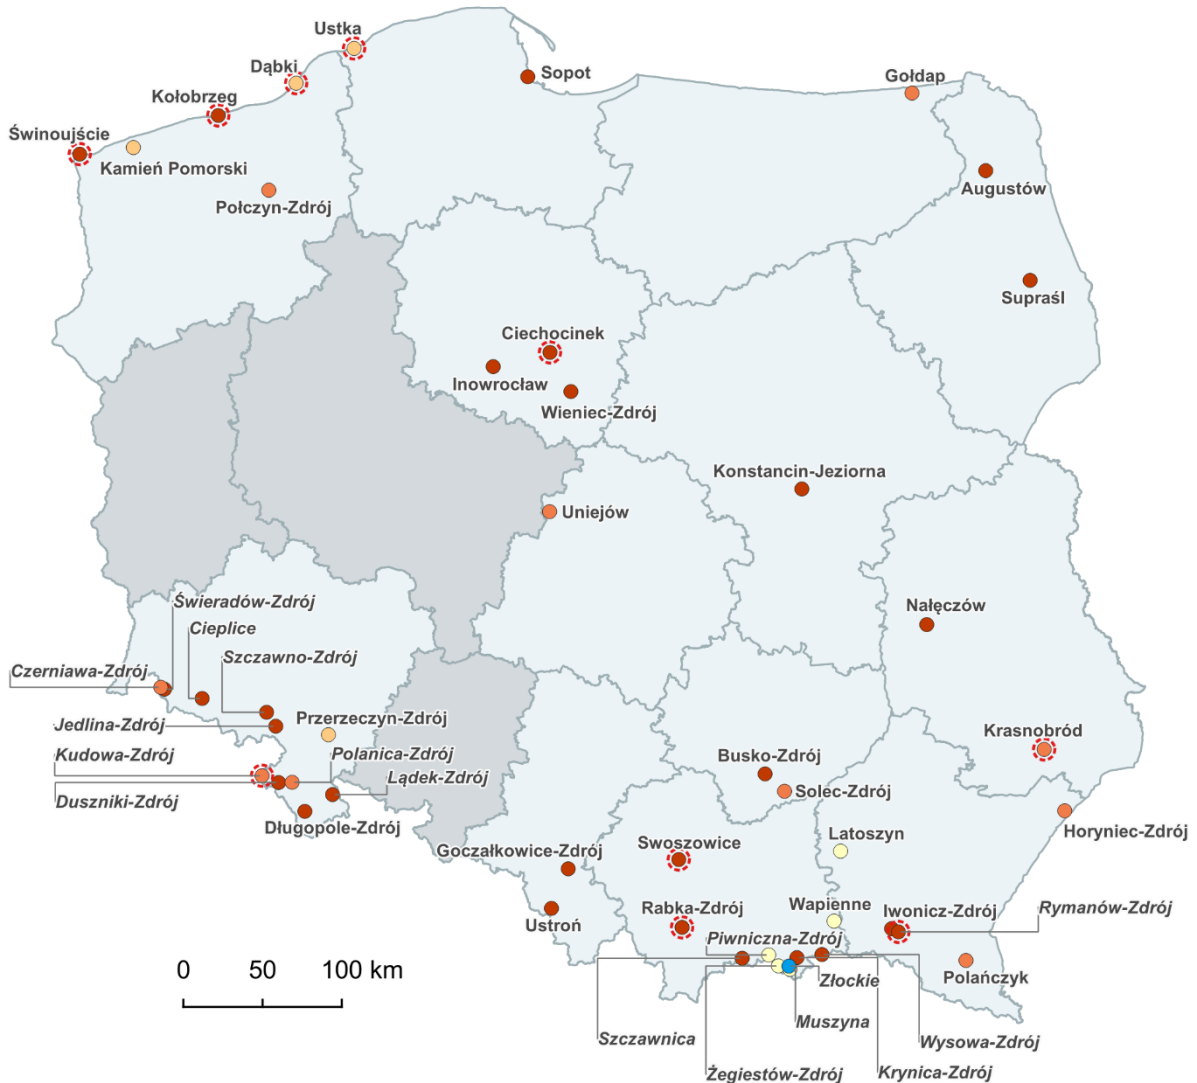 Ustka
Dąbki
Sopot
Gołdap
Kołobrzeg
Świnoujście
Kamień Pomorski
Augustów
Połczyn-Zdrój
Supraśl
Ciechocinek
Inowrocław
Wieniec-Zdrój
Konstancin-Jeziorna
Uniejów
Świeradów-Zdrój
Nałęczów
Cieplice
Szczawno-Zdrój
Czerniawa-Zdrój
Przerzeczyn-Zdrój
Jedlina-Zdrój
Krasnobród
Kudowa-Zdrój
Polanica-Zdrój
Busko-Zdrój
Lądek-Zdrój
Solec-Zdrój
Duszniki-Zdrój
Długopole-Zdrój
Latoszyn
Horyniec-Zdrój
Swoszowice
Goczałkowice-Zdrój
Wapienne
Rabka-Zdrój
Iwonicz-Zdrój
Rymanów-Zdrój
Ustroń
Piwniczna-Zdrój
0 50 100 km
Złockie
Polańczyk
Muszyna
Szczawnica
Wysowa-Zdrój
Żegiestów-Zdrój
Krynica-Zdrój